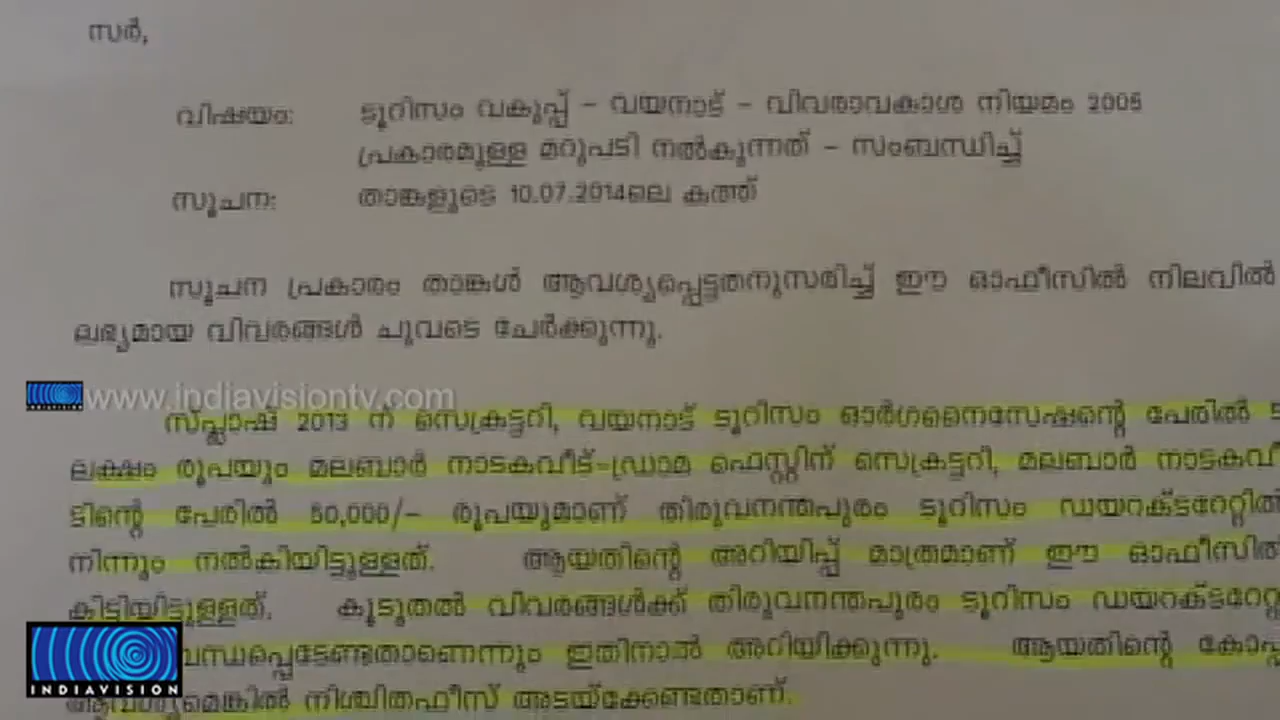 സർ,
വിഷയം: ടൂറിസം വകുപ്പ് – വയനാട് – വിവരാവകാശ നിയമം 2005
പ്രകാരമുള്ള മറുപടി നൽകുന്നത് – സംബന്ധിച്ച്
സൂചന: താങ്കളുടെ 10.07.2014ലെ കത്ത്
സൂചന പ്രകാരം താങ്കൾ ആവശ്യപ്പെട്ടതനുസരിച്ച് ഈ ഓഫീസിൽ നിലവിൽ
ലഭ്യമായ വിവരങ്ങൾ ചുവടെ ചേർക്കുന്നു.
www.indiavisiontv.com
സ്പ്ലാഷ് 2013 ന് സെക്രട്ടറി, വയനാട് ടൂറിസം ഓർഗനൈസേഷന്റെ പേരിൽ
ലക്ഷം രൂപയും മലബാർ നാടകവീട്-ഡ്രാമ ഫെസ്റ്റിന് സെക്രട്ടറി, മലബാർ നാടകവീ
ട്ടിന്റെ പേരിൽ 50,000/– രൂപയുമാണ് തിരുവനന്തപുരം ടൂറിസം ഡയറക്ടറേറ്റിൽ
നിന്നും നൽകിയിട്ടുള്ളത്. ആയതിന്റെ അറിയിപ്പ് മാത്രമാണ് ഈ ഓഫീസിൽ
കിട്ടിയിട്ടുള്ളത്. കൂടുതൽ വിവരങ്ങൾക്ക് തിരുവനന്തപുരം ടൂറിസം
ബന്ധപ്പെടേണ്ടതാണെന്നും ഇതിനാൽ അറിയിക്കുന്നു. ആയതിന്റെ
ആവശ്യമെങ്കിൽ നിശ്ചിതഫീസ് അടയ്ക്കേണ്ടതാണ്.
INDIAVISION